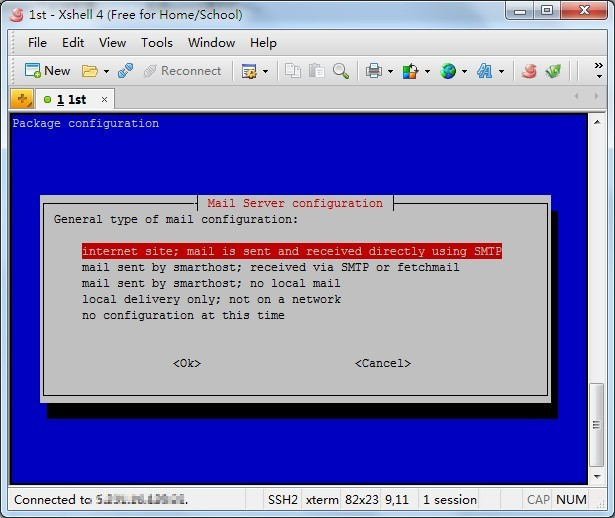 1st - Xshell 4 (Free for Home/School)
File Edit View Tools Window Help
New Reconnect »
1 1st ×
Package configuration
Mail Server configuration
General type of mail configuration:
internet site; mail is sent and received directly using SMTP
mail sent by smarthost; received via SMTP or fetchmail
mail sent by smarthost; no local mail
local delivery only; not on a network
no configuration at this time
<Ok> <Cancel>
Connected to SSH2 xterm 82x23 9,11 1 session CAP NUM